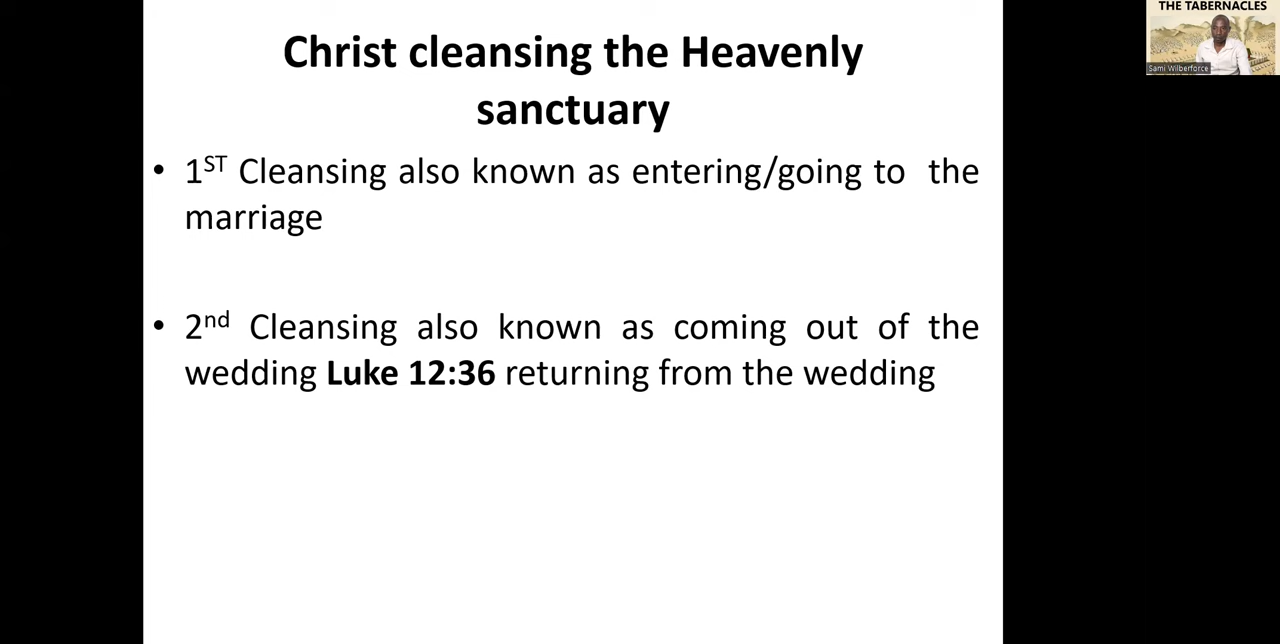 Christ cleansing the Heavenly
sanctuary
• 1ST Cleansing also known as entering/going to the
marriage
• 2nd Cleansing also known as coming out of the
wedding Luke 12:36 returning from the wedding
THE TABERNACLES
Sami Wilberforce